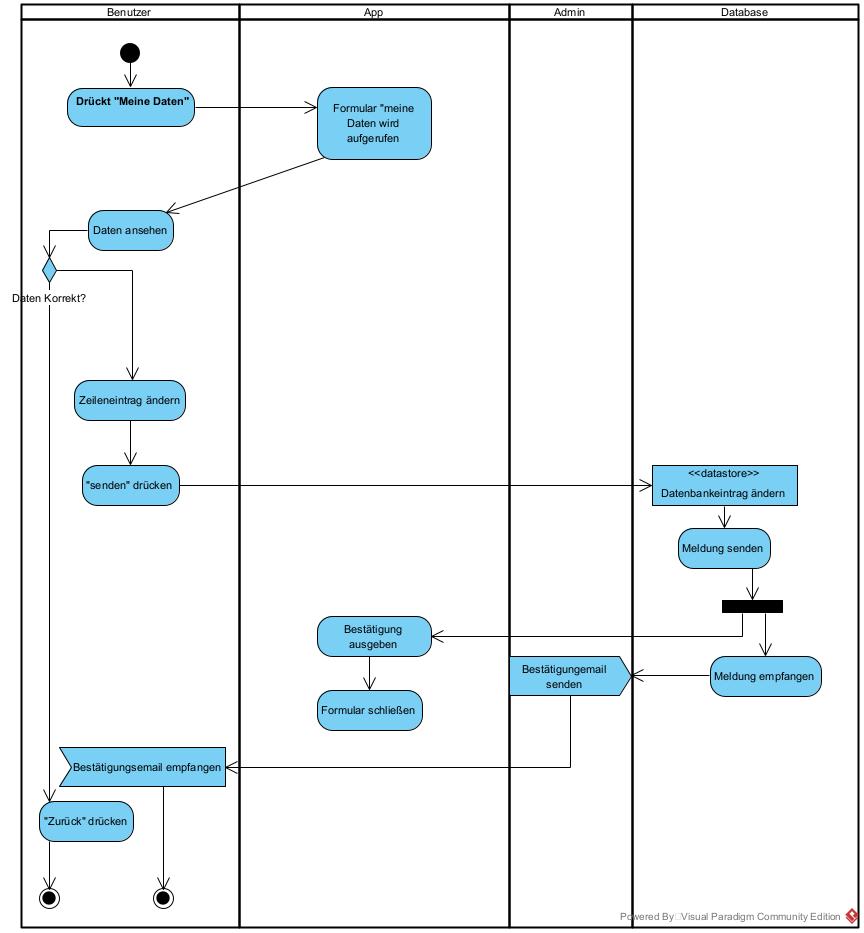 Benutzer
App
Admin
Database
Drückt "Meine Daten"
Formular "meine
Daten wird
aufgerufen
Daten ansehen
Daten Korrekt?
Zeileneintrag ändern
"senden" drücken
<<datastore>>
Datenbankeintrag ändern
Meldung senden
Bestätigung
ausgeben
Bestätigungemail
senden
Meldung empfangen
Formular schließen
Bestätigungsemail empfangen
"Zurück" drücken
Powered By Visual Paradigm Community Edition